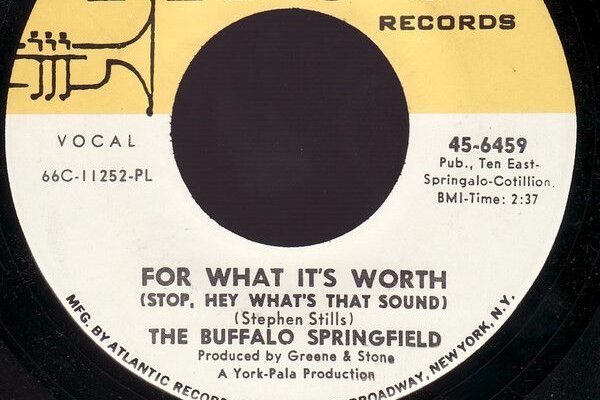 RECORDS
VOCAL
66C-11252-PL
45-6459
Pub., Ten East-
Springalo-Cotillion,
BMI-Time: 2:37
FOR WHAT IT'S WORTH
(STOP, HEY WHAT'S THAT SOUND)
(Stephen Stills)
THE BUFFALO SPRINGFIELD
Produced by Greene & Stone
A York-Pala Production
MFG. BY ATLANTIC RECOR
BROADWAY, NEW YORK, N.Y.